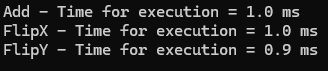 Add - Time for execution = 1.0 ms
FlipX - Time for execution = 1.0 ms
FlipY - Time for execution = 0.9 ms